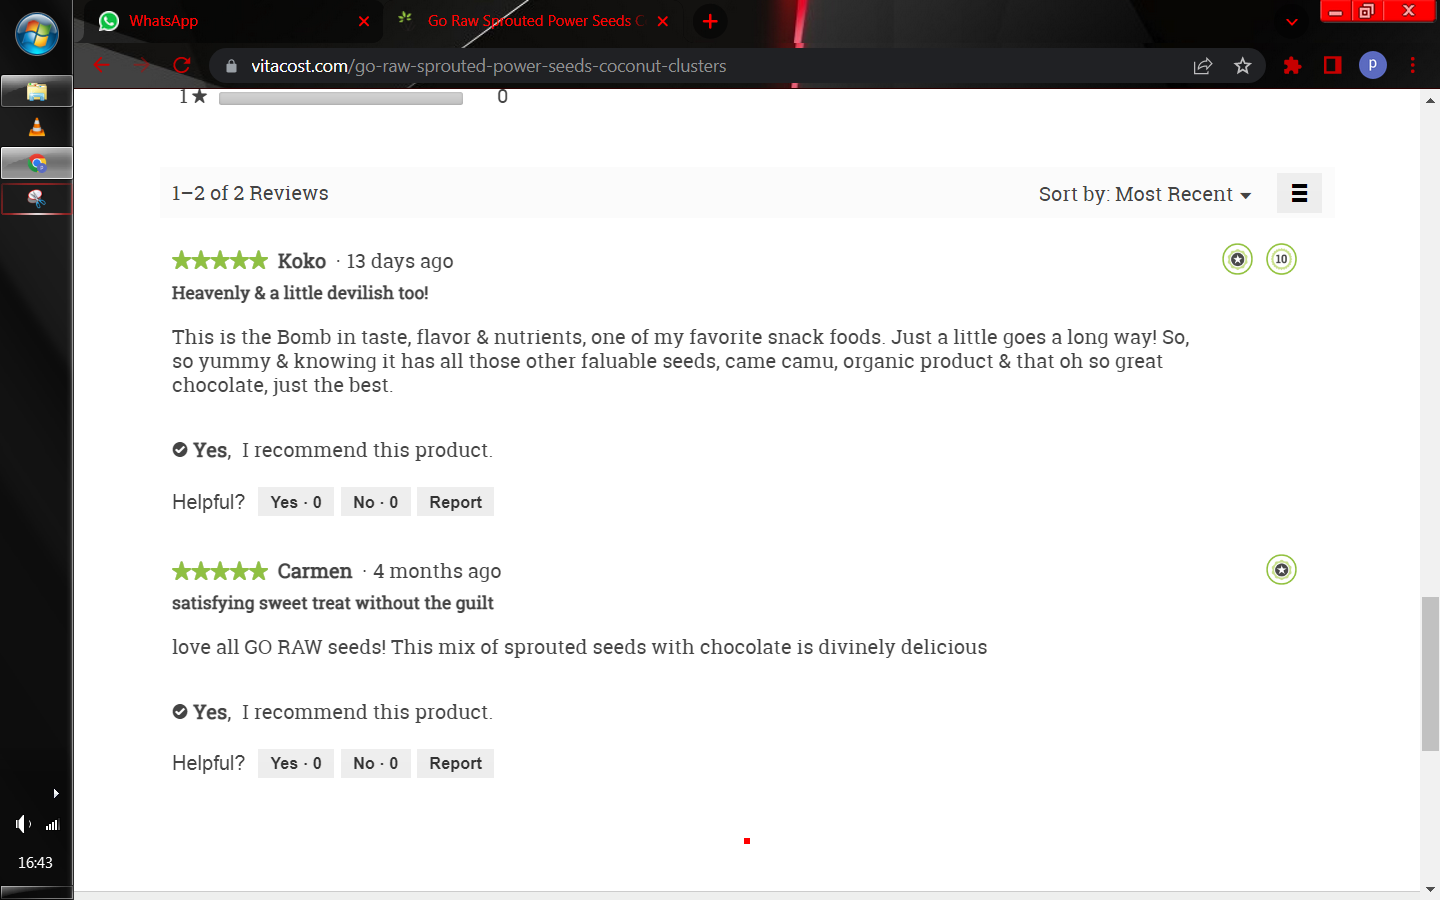 WhatsApp
Go Raw Sprouted Power Seeds C
vitacost.com/go-raw-sprouted-power-seeds-coconut-clusters
P
1★ 0
1–2 of 2 Reviews
Sort by: Most Recent
★★★★★ Koko · 13 days ago
10
Heavenly & a little devilish too!
This is the Bomb in taste, flavor & nutrients, one of my favorite snack foods. Just a little goes a long way! So,
so yummy & knowing it has all those other faluable seeds, came camu, organic product & that oh so great
chocolate, just the best.
Yes, I recommend this product.
Helpful? Yes · 0 No · 0 Report
★★★★★ Carmen · 4 months ago
satisfying sweet treat without the guilt
love all GO RAW seeds! This mix of sprouted seeds with chocolate is divinely delicious
Yes, I recommend this product.
Helpful? Yes · 0 No · 0 Report
16:43